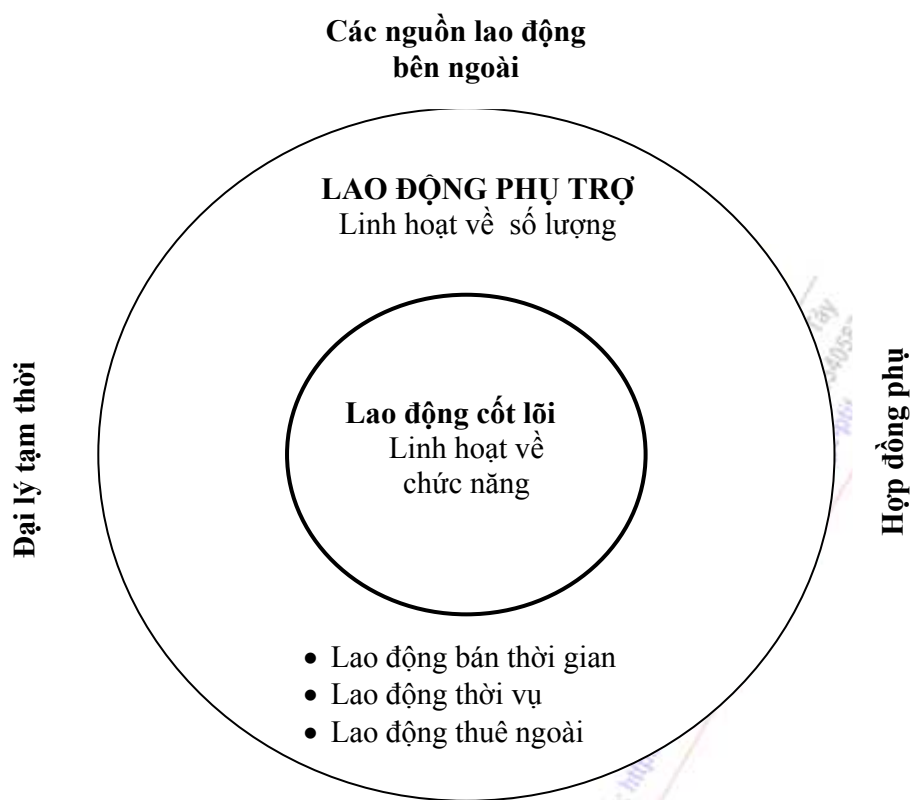 Các nguồn lao động
bên ngoài
LAO ĐỘNG PHỤ TRỢ
Linh hoạt về số lượng
Đại lý tạm thời
Lao động cốt lõi
Linh hoạt về
chức năng
Hợp đồng phụ
• Lao động bán thời gian
• Lao động thời vụ
• Lao động thuê ngoài